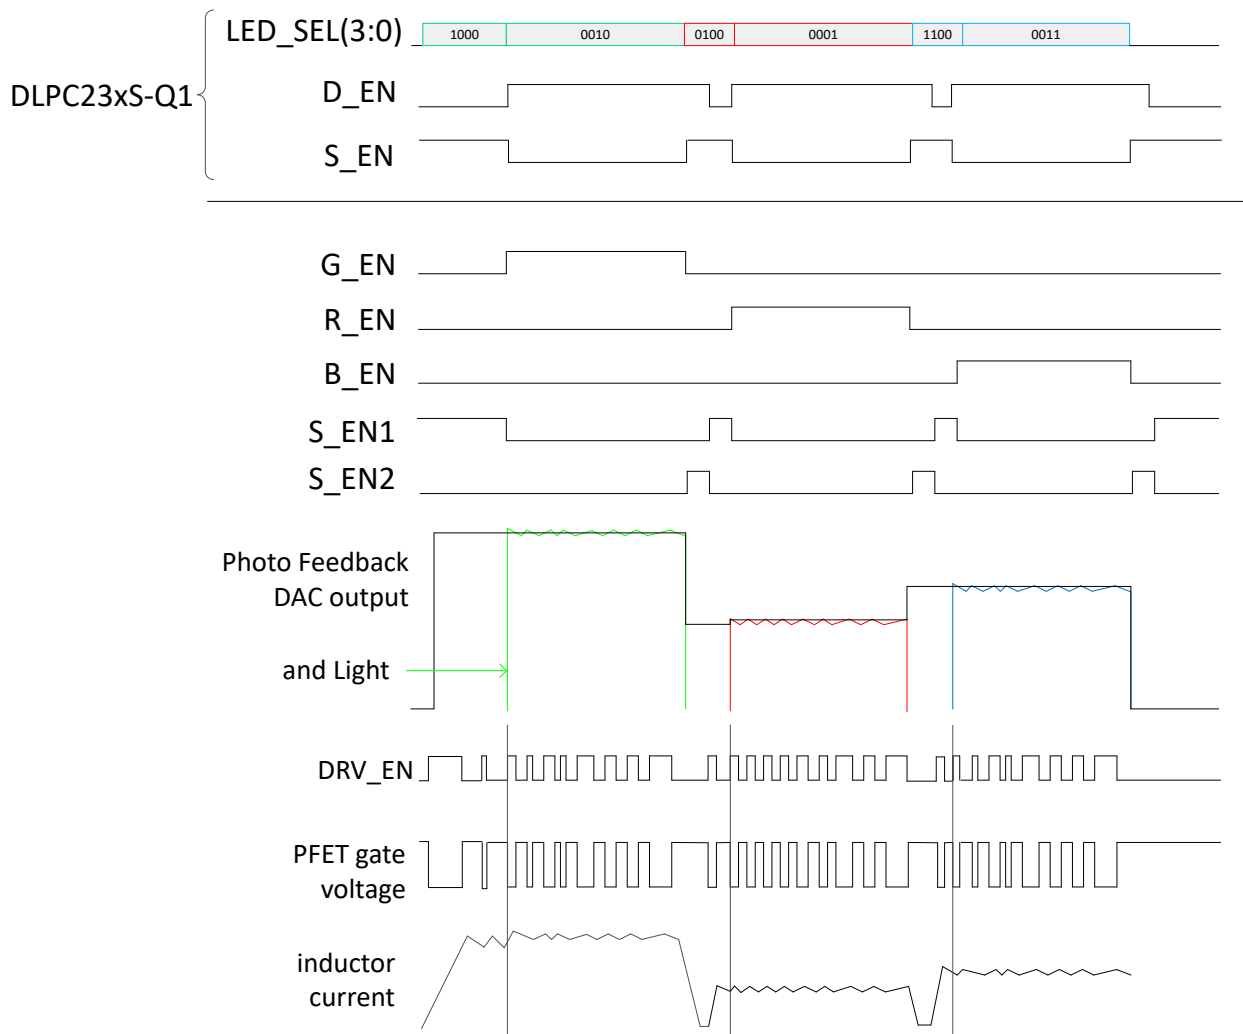 LED_SEL(3:0)
1000 0010 0100 0001 1100 0011
DLPC23xS-Q1
D_EN
S_EN
G_EN
R_EN
B_EN
S_EN1
S_EN2
Photo Feedback
DAC output
and Light
DRV_EN
PFET gate
voltage
inductor
current